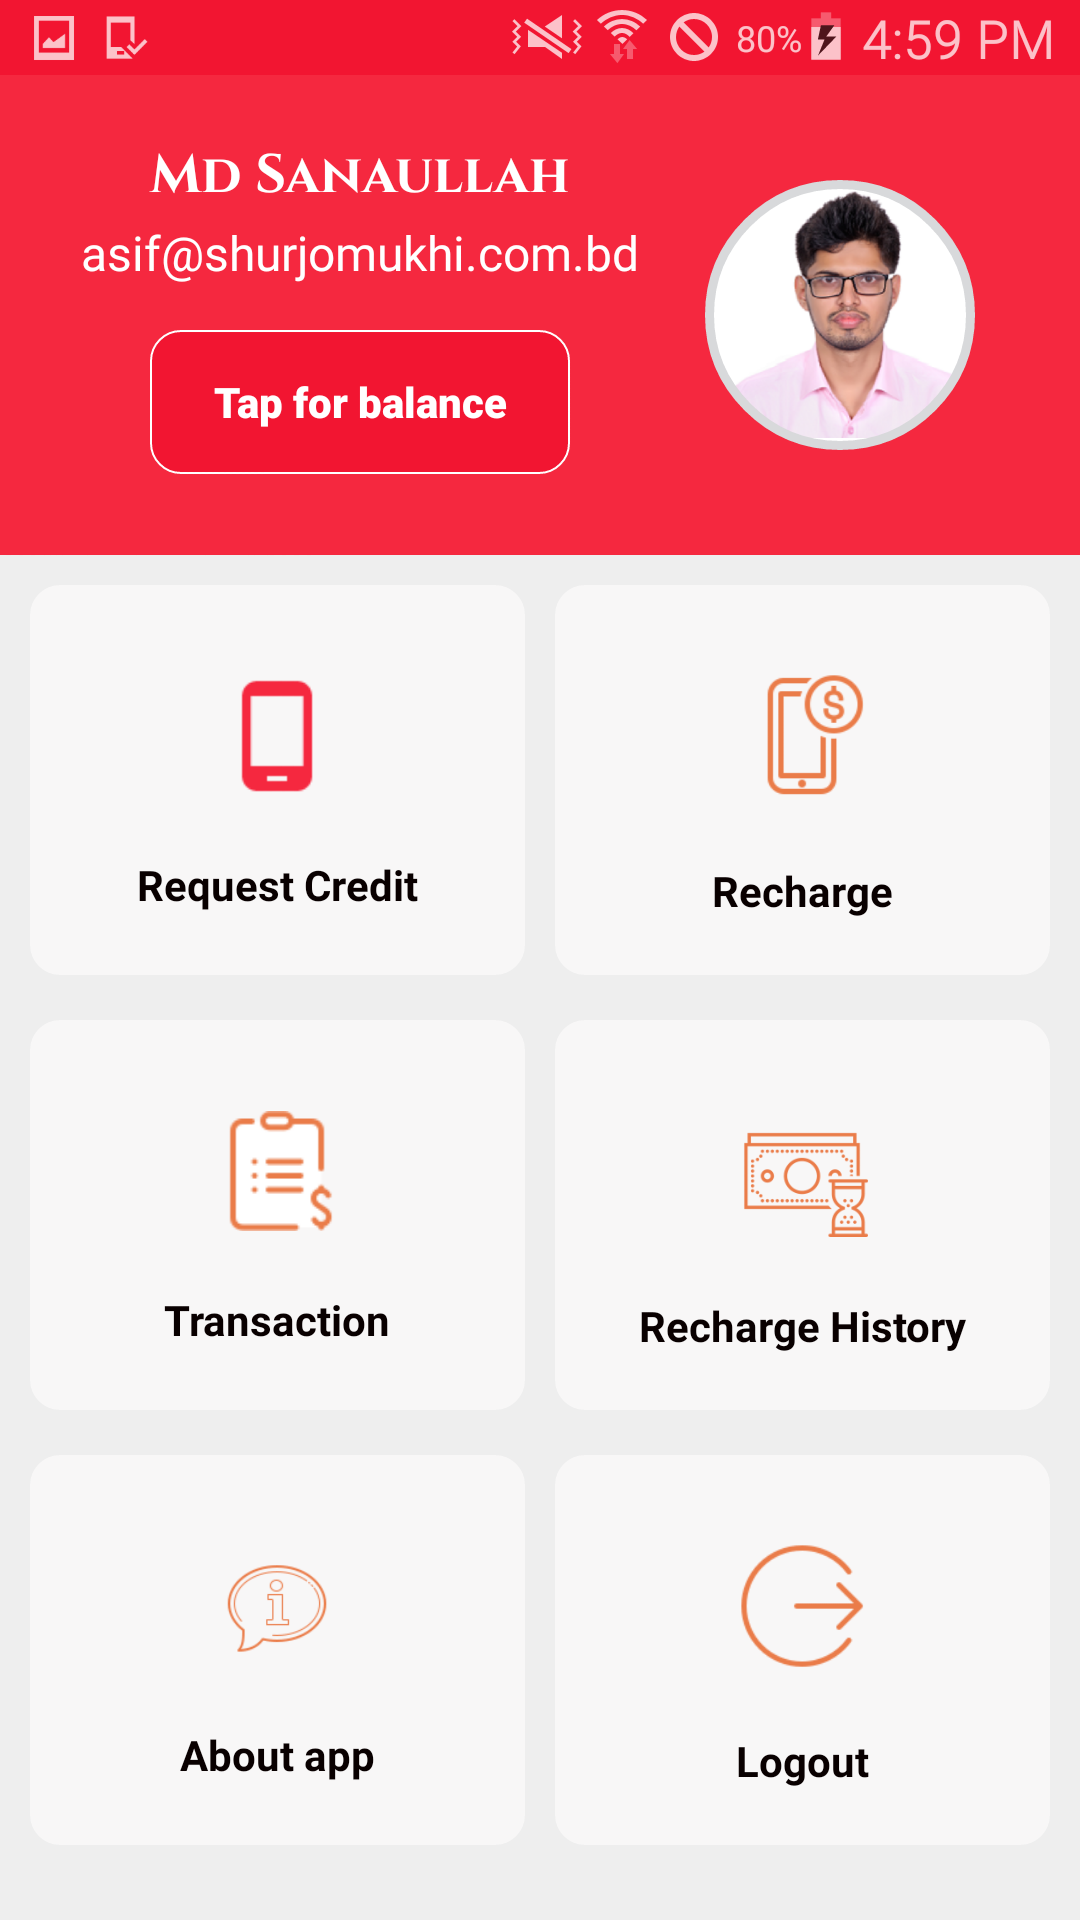 80% 4:59 PM
Md Sanaullah
asif@shurjomukhi.com.bd
Tap for balance
Request Credit
Recharge
Transaction
Recharge History
About app
Logout